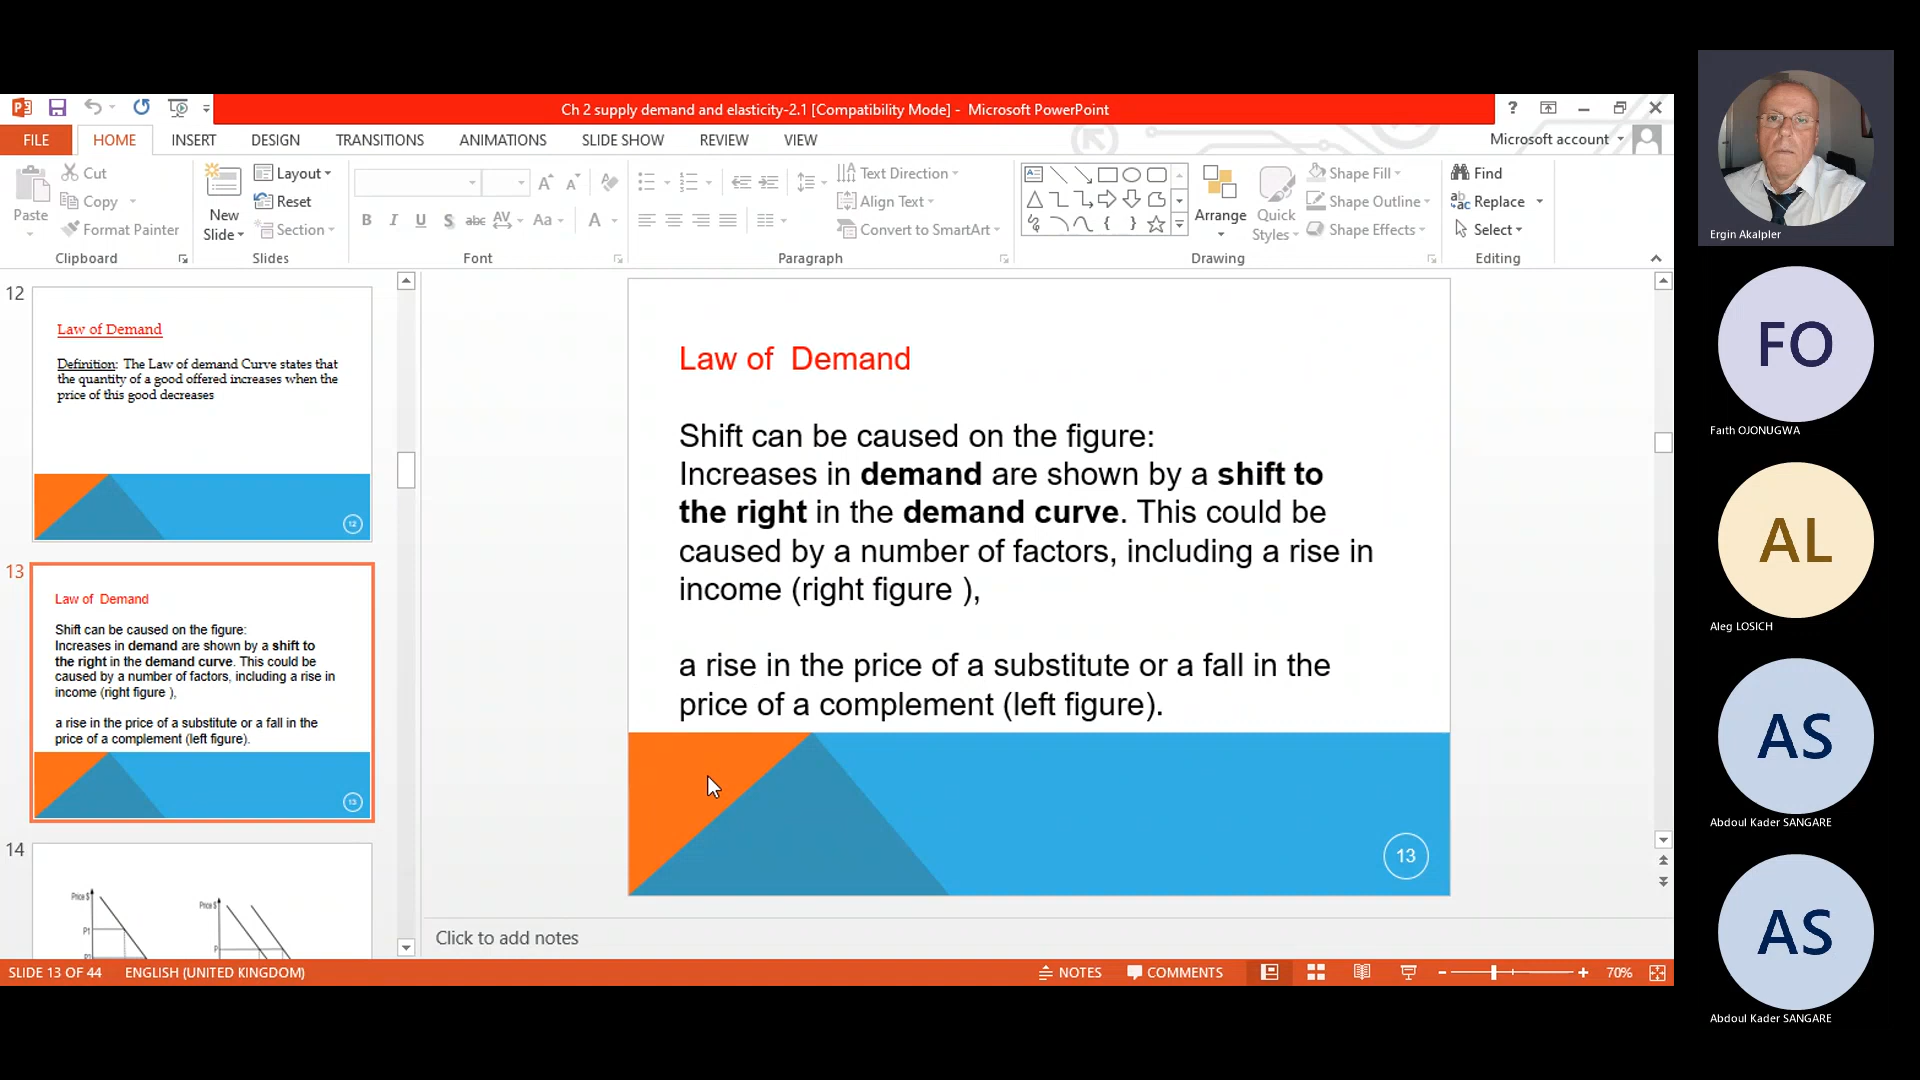 Ch 2 supply demand and elasticity-2.1 [Compatibility Mode] - Microsoft PowerPoint
?
FILE
HOME
INSERT
DESIGN
TRANSITIONS
ANIMATIONS
SLIDE SHOW
REVIEW
VIEW
Microsoft account
Paste
Cut
Copy
Format Painter
Clipboard
New
Slide
Layout
Reset
Section
Slides
B I U S abc AV Aa A
Font
Text Direction
Align Text
Convert to SmartArt
Paragraph
Arrange
Quick
Styles
Shape Fill
Shape Outline
Shape Effects
Drawing
Find
Replace
Select
Editing
12
Law of Demand
Definition: The Law of demand Curve states that
the quantity of a good offered increases when the
price of this good decreases
12
13
Law of Demand
Shift can be caused on the figure:
Increases in demand are shown by a shift to
the right in the demand curve. This could be
caused by a number of factors, including a rise in
income (right figure ),
a rise in the price of a substitute or a fall in the
price of a complement (left figure).
13
14
Price $
P1
Price $
P
Law of Demand
Shift can be caused on the figure:
Increases in demand are shown by a shift to
the right in the demand curve. This could be
caused by a number of factors, including a rise in
income (right figure ),
a rise in the price of a substitute or a fall in the
price of a complement (left figure).
13
Click to add notes
SLIDE 13 OF 44
ENGLISH (UNITED KINGDOM)
NOTES
COMMENTS
70%
Ergin Akalpler
FO
Faith OJONUGWA
AL
Aleg LOSICH
AS
Abdoul Kader SANGARE
AS
Abdoul Kader SANGARE